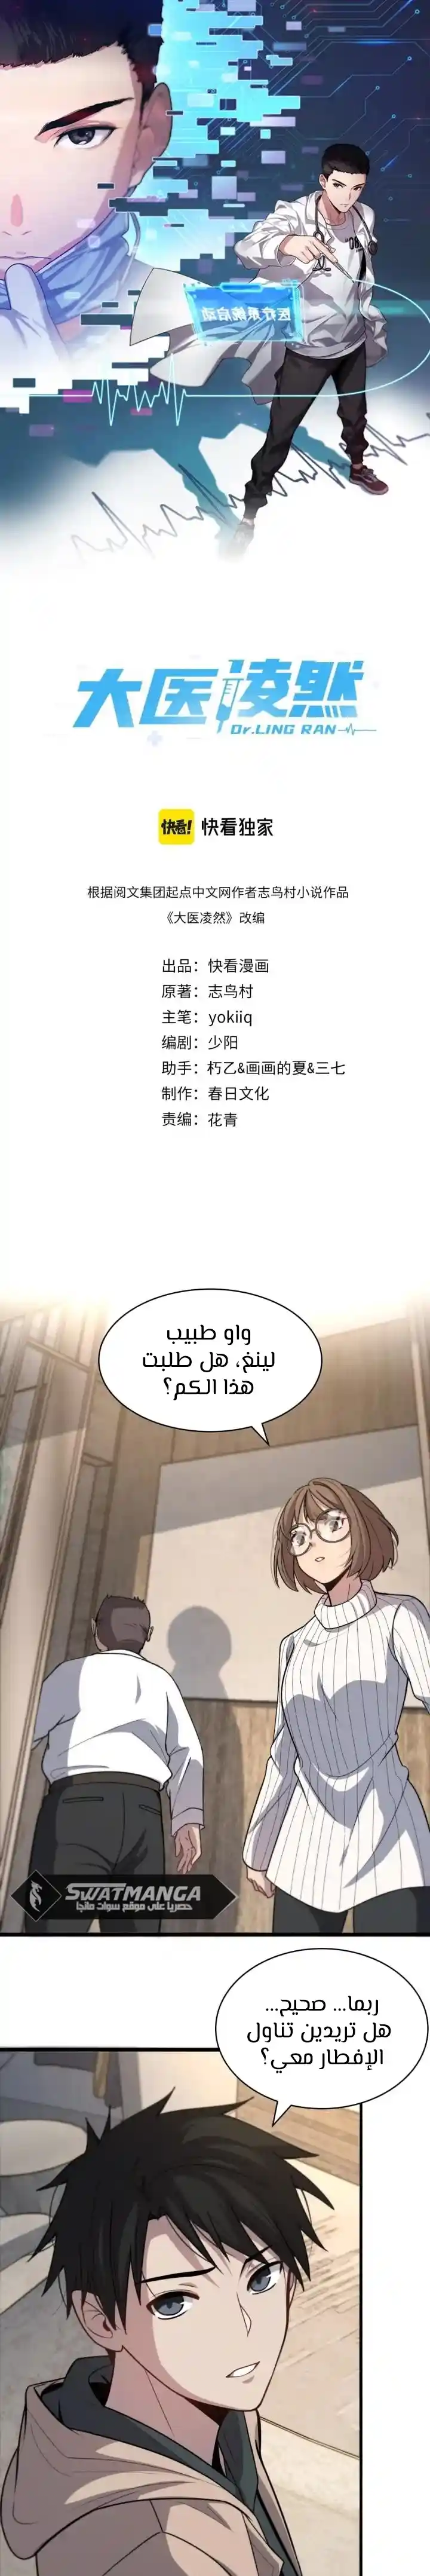 医疗系统启动
大医凌然
Dr.LING RAN
快看!
快看独家
根据阅文集团起点中文网作者志鸟村小说作品
《大医凌然》改编
出品：快看漫画
原著：志鸟村
主笔：yokiiq
编剧：少阳
助手：朽乙&画画的夏&三七
制作：春日文化
责编：花青
واو طبيب
لينغ، هل طلبت
هذا الكم؟
SWATMANGA
حصريا على موقع سوات مانجا
ربما... صحيح...
هل تريدين تناول
الإفطار معي؟